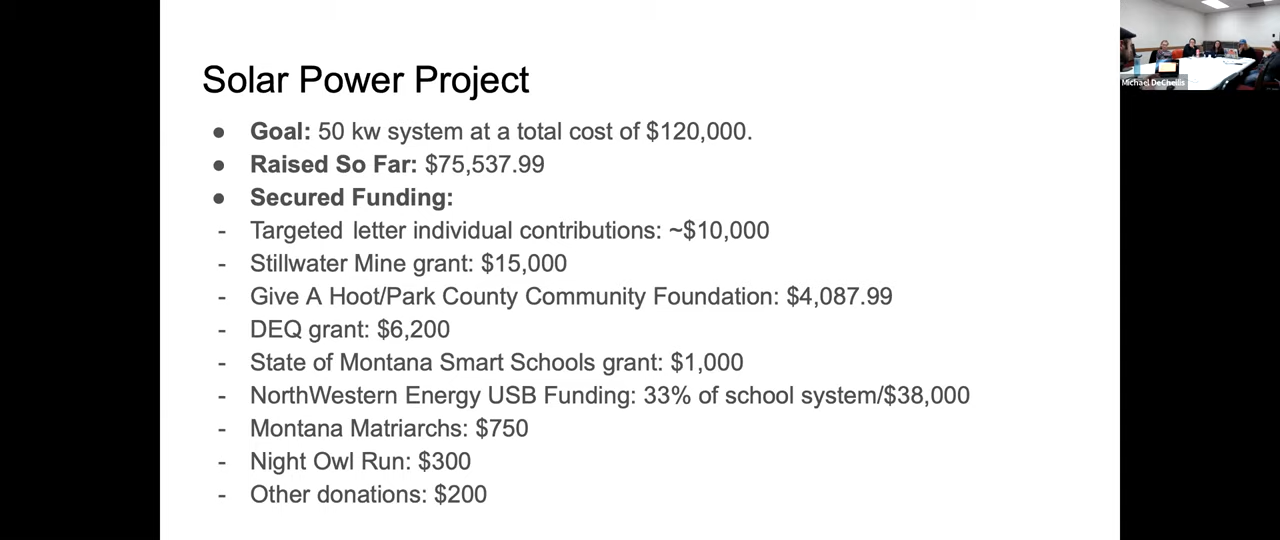 Solar Power Project
● Goal: 50 kw system at a total cost of $120,000.
● Raised So Far: $75,537.99
● Secured Funding:
- Targeted letter individual contributions: ~$10,000
- Stillwater Mine grant: $15,000
- Give A Hoot/Park County Community Foundation: $4,087.99
- DEQ grant: $6,200
- State of Montana Smart Schools grant: $1,000
- NorthWestern Energy USB Funding: 33% of school system/$38,000
- Montana Matriarchs: $750
- Night Owl Run: $300
- Other donations: $200
Michael DeChellis